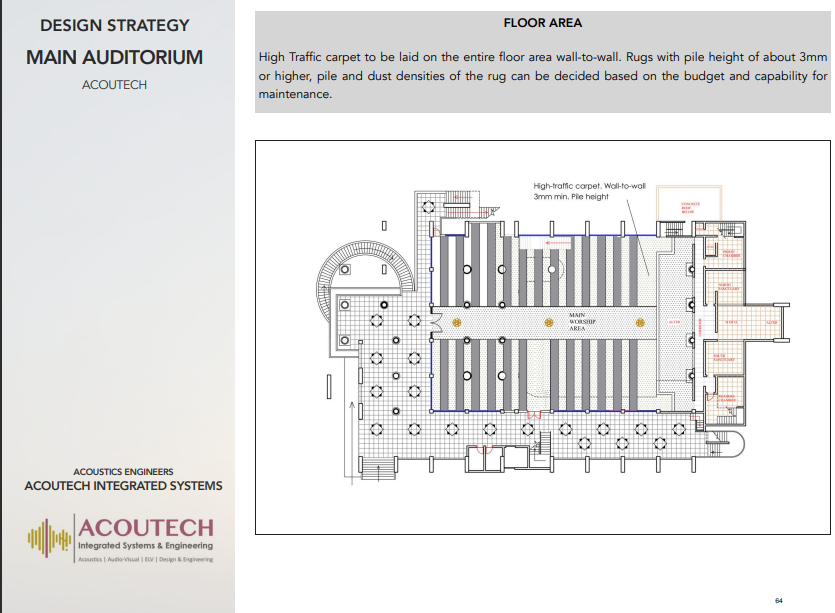 DESIGN STRATEGY
MAIN AUDITORIUM
ACOUTECH
FLOOR AREA
High Traffic carpet to be laid on the entire floor area wall-to-wall. Rugs with pile height of about 3mm
or higher, pile and dust densities of the rug can be decided based on the budget and capability for
maintenance.
High-traffic carpet. Wall-to-wall
3mm min. Pile height
MAIN
WORSHIP
AREA
ACOUSTICS ENGINEERS
ACOUTECH INTEGRATED SYSTEMS
ACOUTECH
Integrated Systems & Engineering
Acoustics | Audio-Visual | ELV | Design & Engineering
64